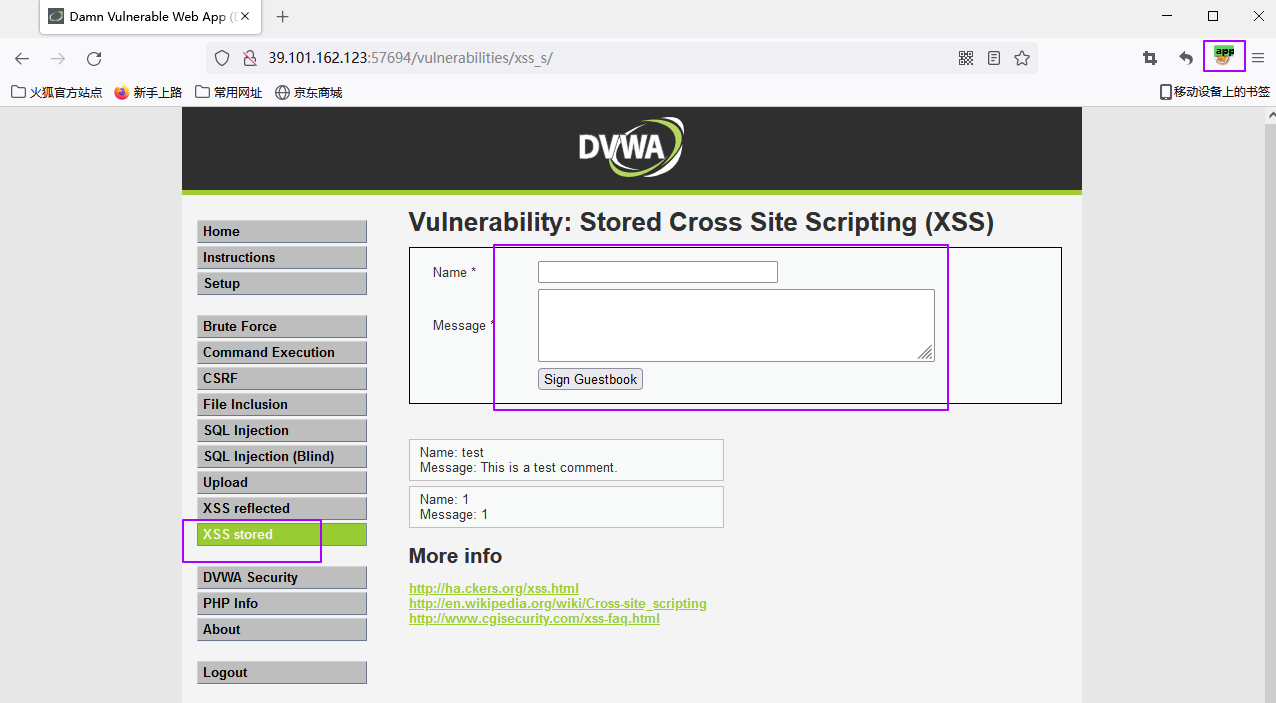 Damn Vulnerable Web App (D
39.101.162.123:57694/vulnerabilities/xss_s/
app
火狐官方站点 新手上路 常用网址 京东商城 移动设备上的书签
DVWA
Home
Instructions
Setup
Brute Force
Command Execution
CSRF
File Inclusion
SQL Injection
SQL Injection (Blind)
Upload
XSS reflected
XSS stored
DVWA Security
PHP Info
About
Logout
Vulnerability: Stored Cross Site Scripting (XSS)
Name *
Message *
Sign Guestbook
Name: test
Message: This is a test comment.
Name: 1
Message: 1
More info
http://ha.ckers.org/xss.html
http://en.wikipedia.org/wiki/Cross-site_scripting
http://www.cgisecurity.com/xss-faq.html